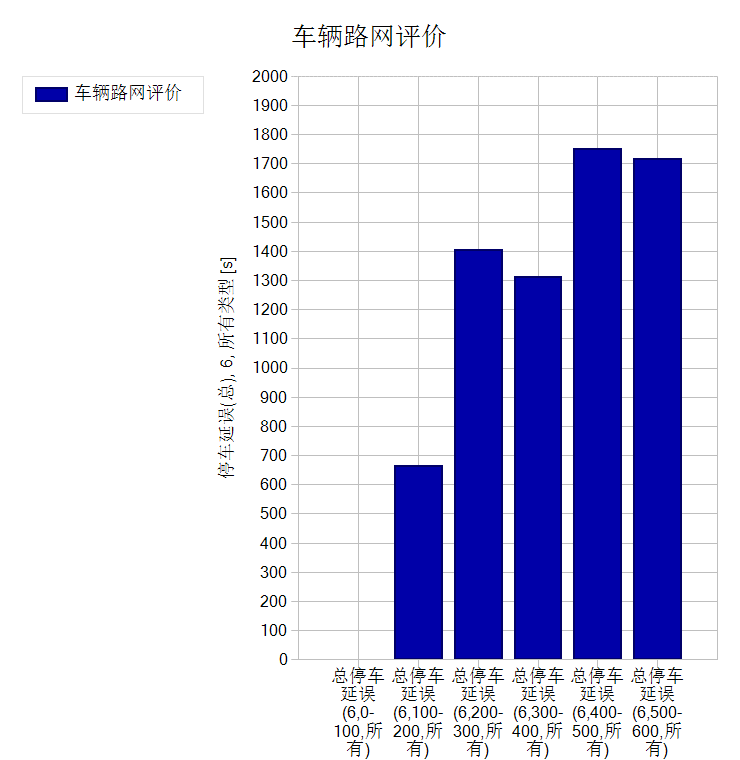 车辆路网评价
车辆路网评价
停车延误(总), 6, 所有类型 [s]
2000
1900
1800
1700
1600
1500
1400
1300
1200
1100
1000
900
800
700
600
500
400
300
200
100
0
总停车
延误
(6,0-
100,所
有)
总停车
延误
(6,100-
200,所
有)
总停车
延误
(6,200-
300,所
有)
总停车
延误
(6,300-
400,所
有)
总停车
延误
(6,400-
500,所
有)
总停车
延误
(6,500-
600,所
有)